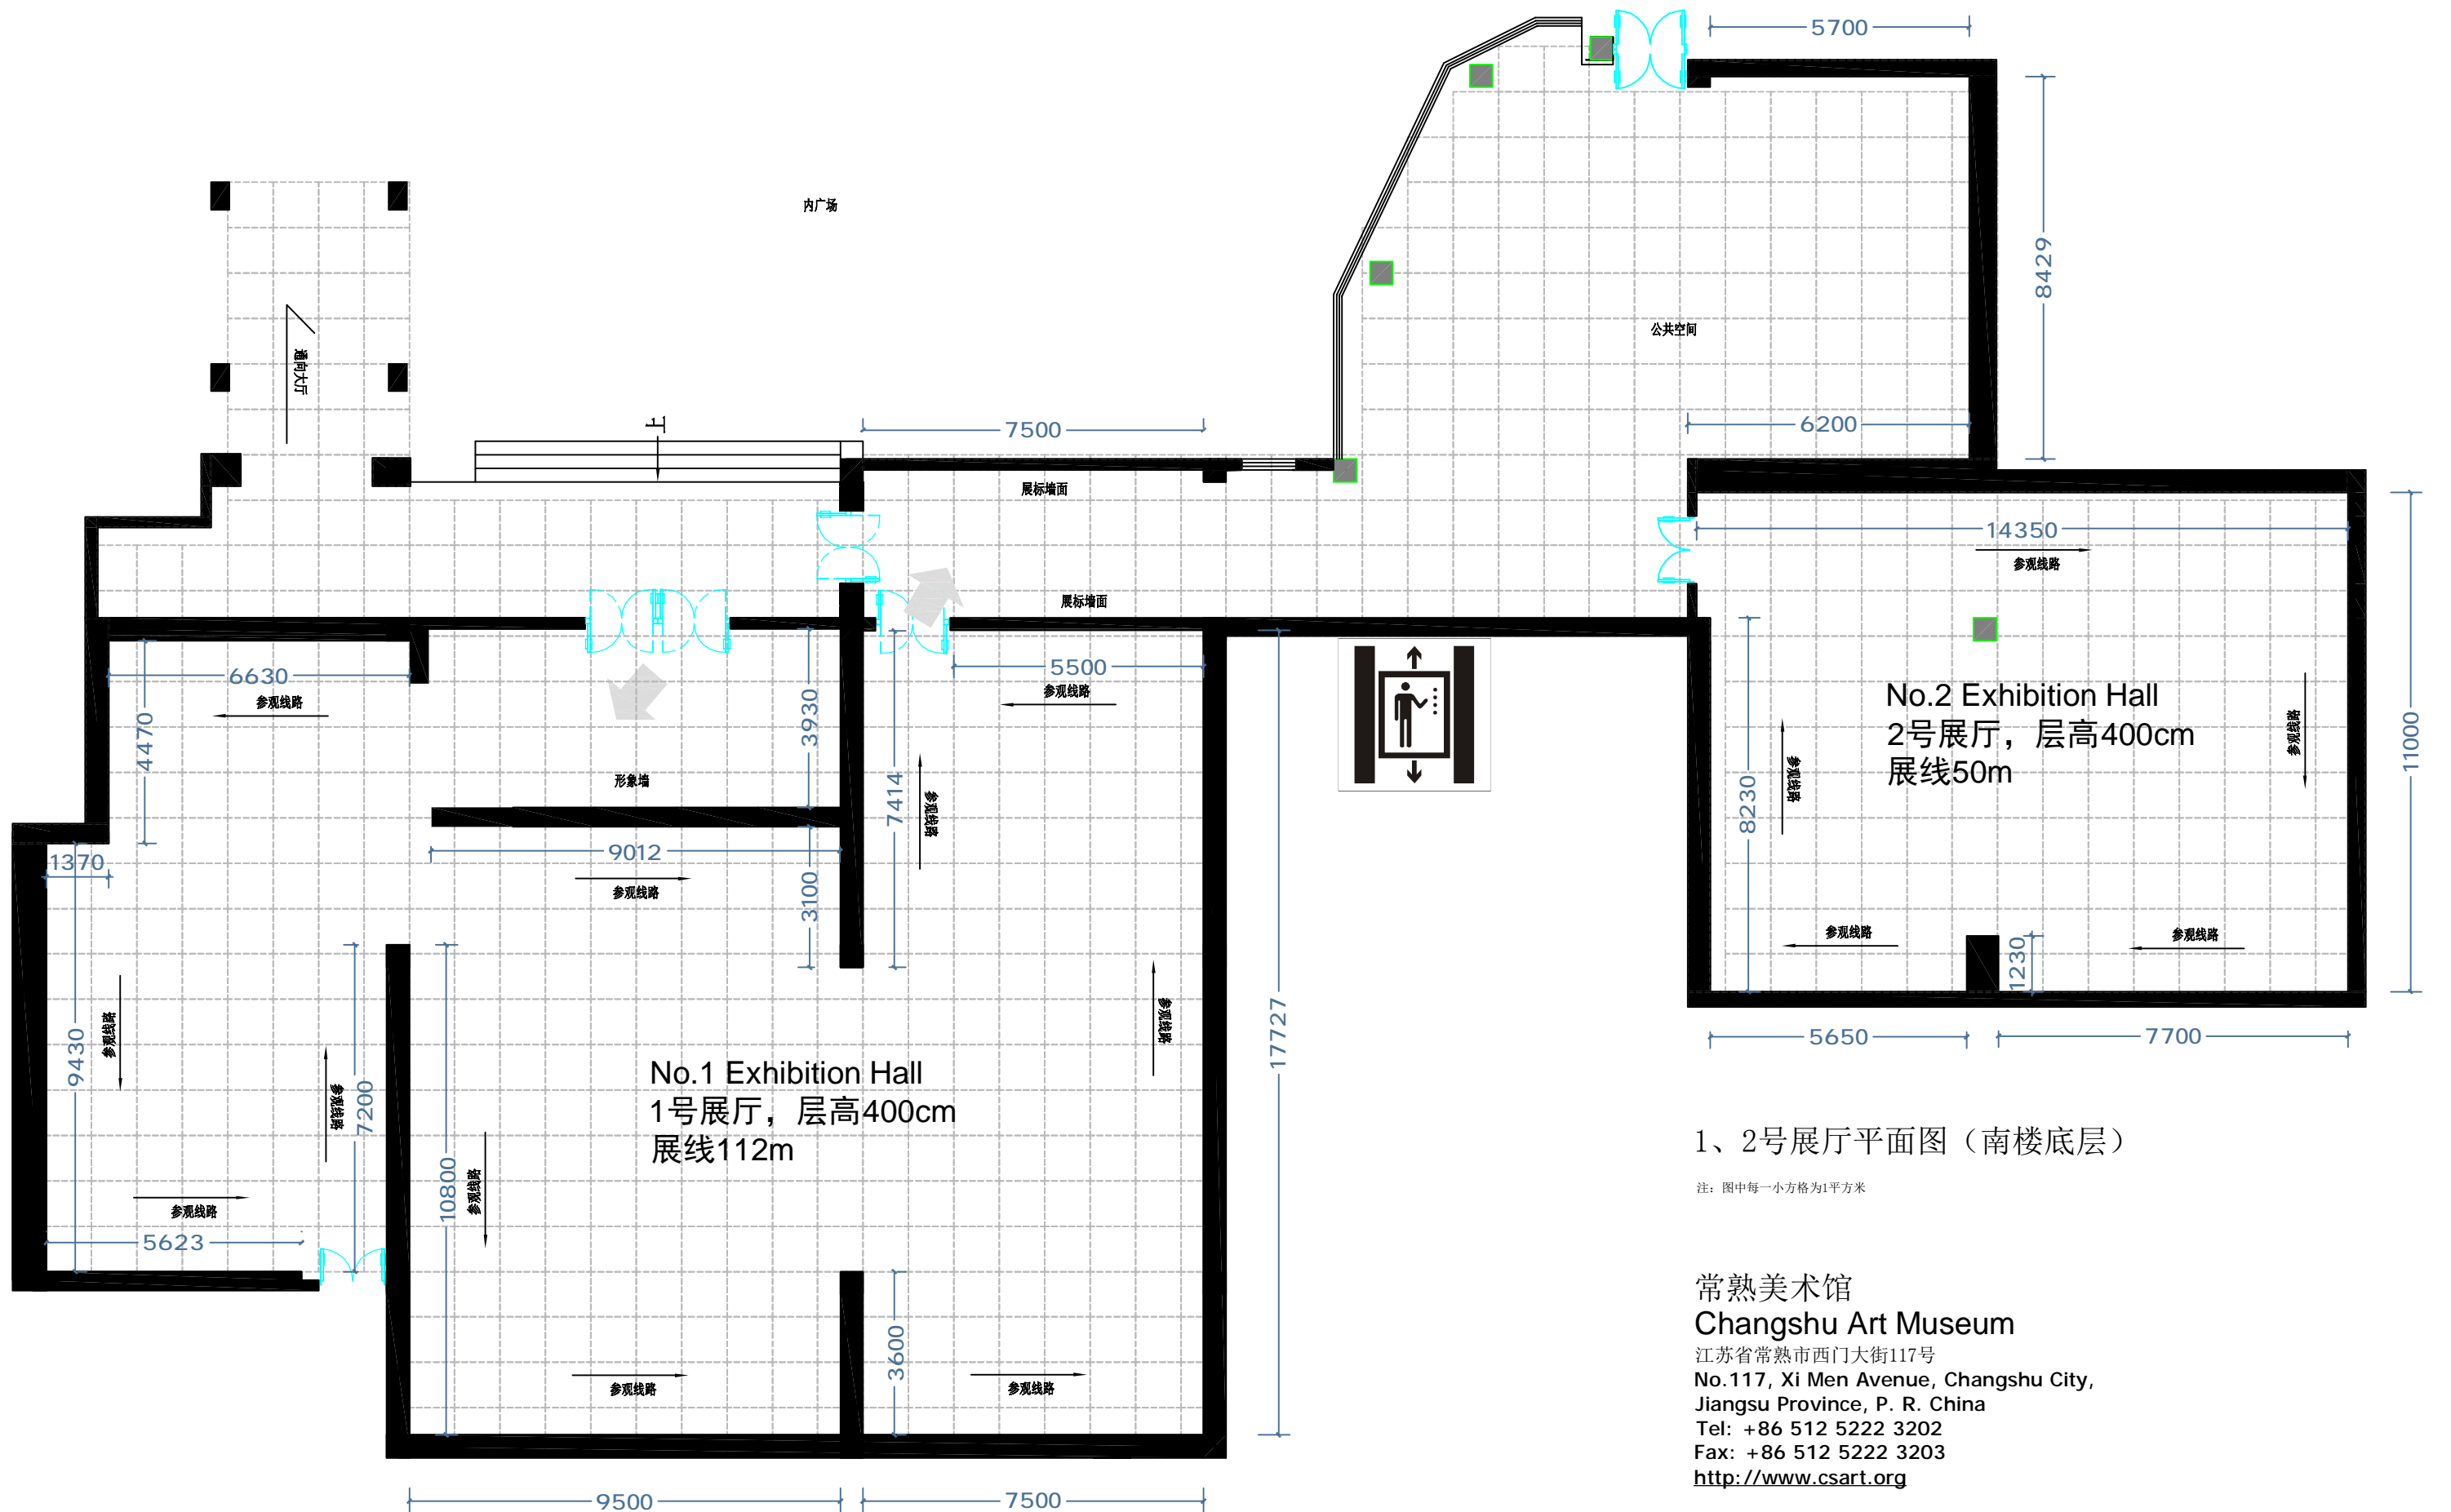 5700
8429
内广场
通向大厅
公共空间
上
7500
6200
展标墙面
14350
参观线路
展标墙面
6630
参观线路
5500
参观线路
4470
3930
7414
参观线路
形象墙
No.2 Exhibition Hall
2号展厅，层高400cm
展线50m
参观线路
参观线路
8230
11000
1370
9012
参观线路
3100
参观线路
参观线路
1230
9430
参观线路
参观线路
7200
10800
参观线路
参观线路
17727
No.1 Exhibition Hall
1号展厅，层高400cm
展线112m
5650
7700
参观线路
5623
3600
参观线路
参观线路
9500
7500
1、2号展厅平面图（南楼底层）
注：图中每一小方格为1平方米
常熟美术馆
Changshu Art Museum
江苏省常熟市西门大街117号
No.117, Xi Men Avenue, Changshu City,
Jiangsu Province, P. R. China
Tel: +86 512 5222 3202
Fax: +86 512 5222 3203
http://www.csart.org